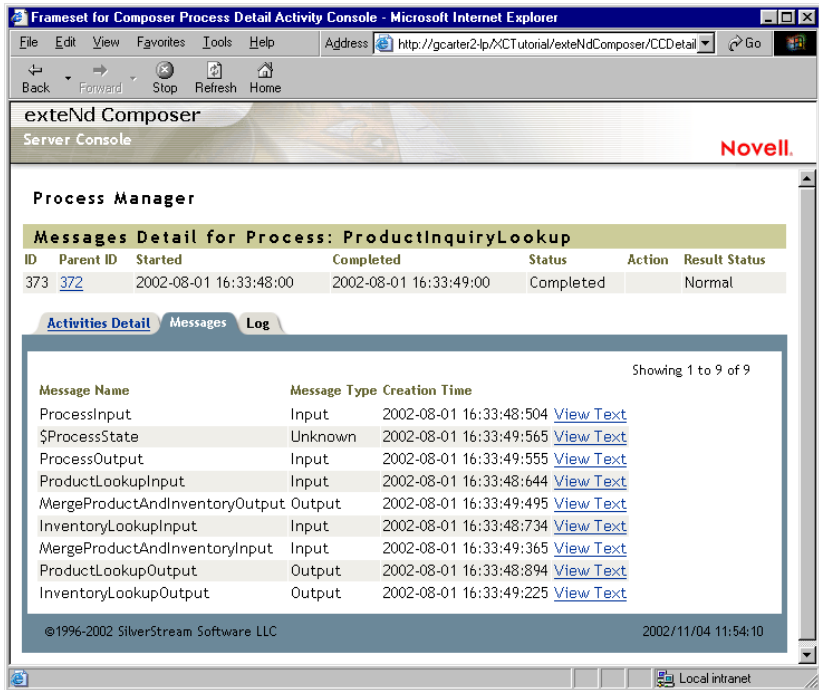 Frameset for Composer Process Detail Activity Console - Microsoft Internet Explorer
File Edit View Favorites Tools Help Address http://gcarter2-lp/XCTutorial/exteNdComposer/CCDetail Go
Back Forward Stop Refresh Home
exteNd Composer
Server Console
Novell.
Process Manager
Messages Detail for Process: ProductInquiryLookup
ID Parent ID Started Completed Status Action Result Status
373 372 2002-08-01 16:33:48:00 2002-08-01 16:33:49:00 Completed Normal
Activities Detail Messages Log
Showing 1 to 9 of 9
Message Name Message Type Creation Time
ProcessInput Input 2002-08-01 16:33:48:504 View Text
$ProcessState Unknown 2002-08-01 16:33:49:565 View Text
ProcessOutput Input 2002-08-01 16:33:49:555 View Text
ProductLookupInput Input 2002-08-01 16:33:48:644 View Text
MergeProductAndInventoryOutput Output 2002-08-01 16:33:49:495 View Text
InventoryLookupInput Input 2002-08-01 16:33:48:734 View Text
MergeProductAndInventoryInput Input 2002-08-01 16:33:49:365 View Text
ProductLookupOutput Output 2002-08-01 16:33:48:894 View Text
InventoryLookupOutput Output 2002-08-01 16:33:49:225 View Text
©1996-2002 SilverStream Software LLC 2002/11/04 11:54:10
Local intranet